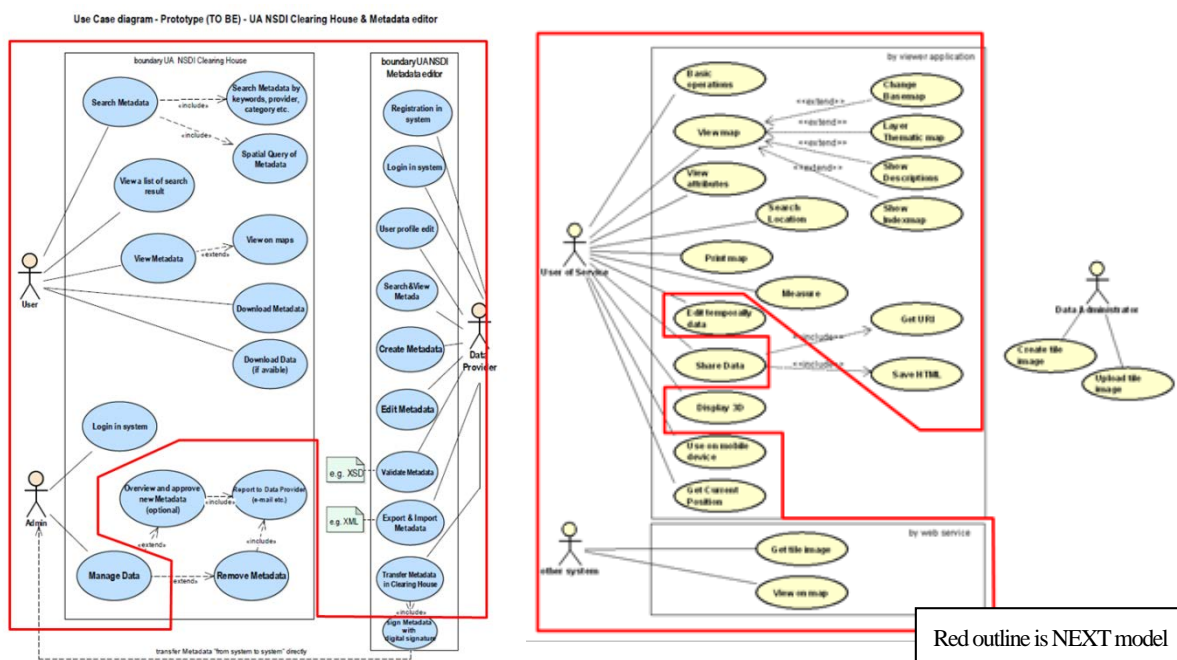 Use Case diagram - Prototype (TO BE) - UA NSDI Clearing House & Metadata editor
boundary UA NSDI Clearing House
Search Metadata
«include»
Search Metadata by
keywords, provider,
category etc.
«include»
Spatial Query of
Metadata
View a list of search
result
View Metadata
«extend»
View on maps
User
Download Metadata
Download Data
(if avaible)
Login in system
Admin
Overview and approve
new Metadata
(optional)
«include»
Report to Data Provider
(e-mail etc.)
«extend»
«include»
Manage Data
«extend»
Remove Metadata
transfer Metadata "from system to system" directly
boundary UA NSDI
Metadata editor
Registration in
system
Login in system
User profile edit
Search&View
Metada
Create Metadata
Data
Provider
Edit Metadata
e.g. XSD
Validate Metadata
e.g. XML
Export & Import
Metadata
Transfer Metadata
in Clearing House
«include»
Sign Metadata
with
digital signature
by viewer application
Basic
operations
Change
Basemap
<<extend>>
View map
<<extend>>
Layer
Thematic map
<<extend>>
View
attributes
<<extend>>
Show
Descriptions
Search
Location
Show
Indexmap
User of Service
Print map
Measure
Edit temporally
data
Get URI
<<include>>
Share Data
<<include>>
Save HTML
Display 3D
Use on mobile
device
Get Current
Position
Data Administrator
Create tile
image
Upload tile
image
by web service
other system
Get tile image
View on map
Red outline is NEXT model